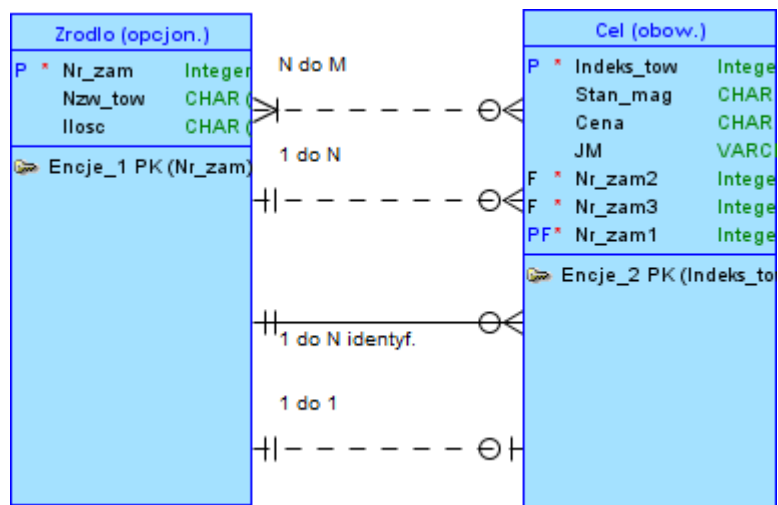 Zrodlo (opcjon.)
P * Nr_zam Integer
Nzw_tow CHAR (
Ilosc CHAR (
Encje_1 PK (Nr_zam)
N do M
1 do N
1 do N identyf.
1 do 1
Cel (obow.)
P * Indeks_tow Intege
Stan_mag CHAR
Cena CHAR
JM VARC
F * Nr_zam2 Intege
F * Nr_zam3 Intege
PF* Nr_zam1 Intege
Encje_2 PK (Indeks_to